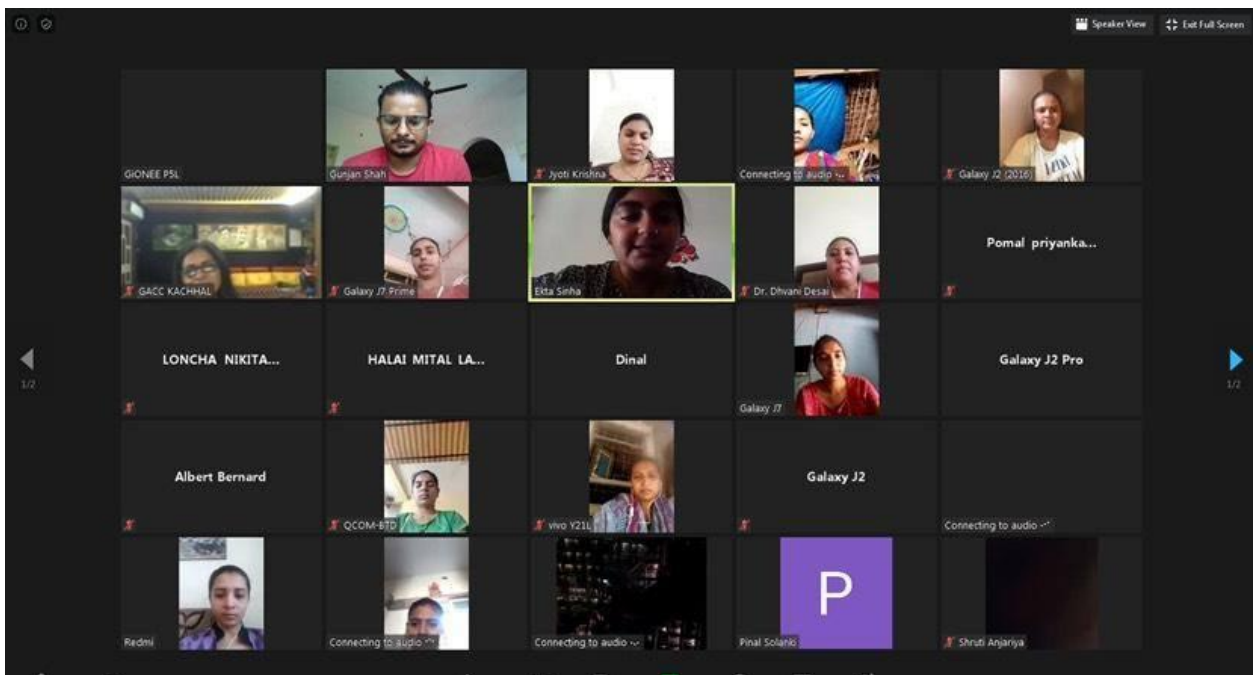 Speaker View
Exit Full Screen
GIONEE P5L
Gunjan Shah
Jyoti Krishna
Connecting to audio
Galaxy J2 (2016)
GACC KACHHAL
Galaxy J7 Prime
Ekta Sinha
Dr. Dhvani Desai
Pomal priyanka...
LONCHA NIKITA...
HALAI MITAL LA...
Dinal
Galaxy J7
Galaxy J2 Pro
1/2
1/2
Albert Bernard
QCOM-BTD
vivo Y21L
Galaxy J2
Connecting to audio
Redmi
Connecting to audio
Connecting to audio
P
Pinal Solanki
Shruti Anjariya